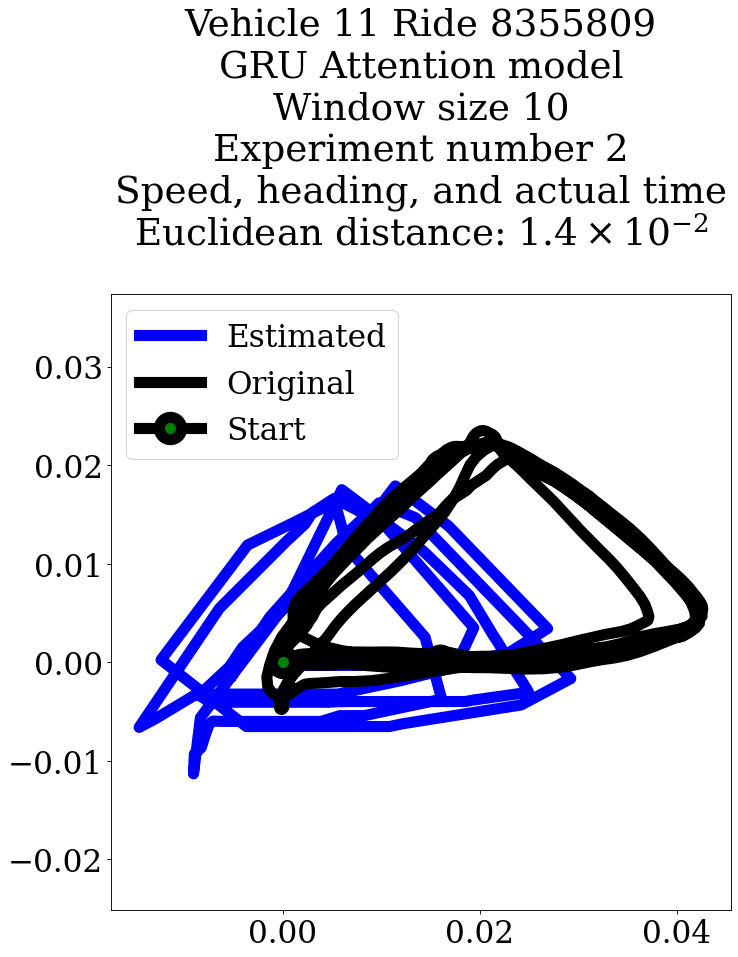 Vehicle 11 Ride 8355809
GRU Attention model
Window size 10
Experiment number 2
Speed, heading, and actual time
Euclidean distance: 1.4 × 10⁻²
Estimated
Original
Start
0.03
0.02
0.01
0.00
−0.01
−0.02
0.00 0.02 0.04